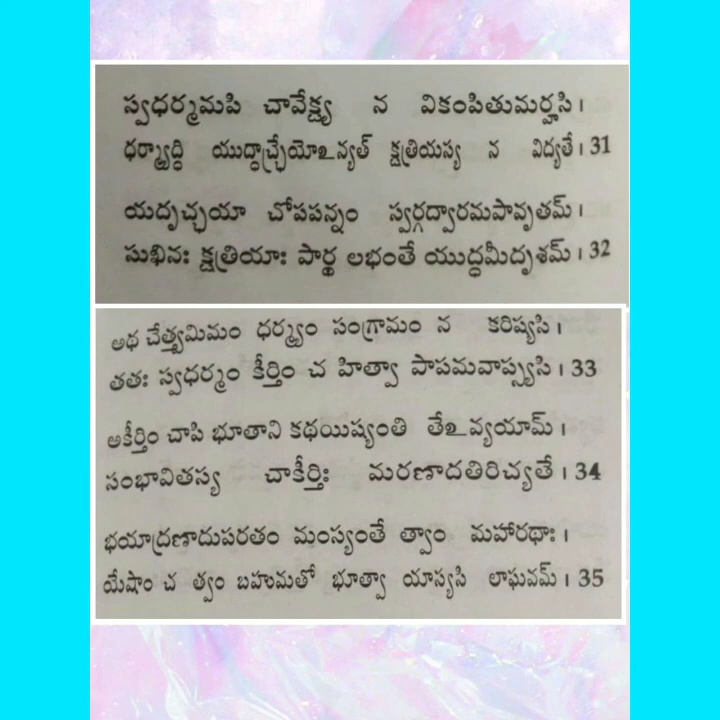 స్వధర్మమపి చావేక్ష్య న వికంపితుమర్హసి।
ధర్మ్యాద్ధి యుద్ధాచ్ఛ్రేయోఽన్యత్ క్షత్రియస్య న విద్యతే। 31
యదృచ్ఛయా చోపపన్నం స్వర్గద్వారమపావృతమ్।
సుఖినః క్షత్రియాః పార్థ లభంతే యుద్ధమీదృశమ్। 32
అథ చేత్త్వమిమం ధర్మ్యం సంగ్రామం న కరిష్యసి।
తతః స్వధర్మం కీర్తిం చ హిత్వా పాపమవాప్స్యసి। 33
అకీర్తిం చాపి భూతాని కథయిష్యంతి తేఽవ్యయామ్।
సంభావితస్య చాకీర్తిః మరణాదతిరిచ్యతే। 34
భయాద్రణాదుపరతం మంస్యంతే త్వాం మహారథాః।
యేషాం చ త్వం బహుమతో భూత్వా యాస్యసి లాఘవమ్। 35